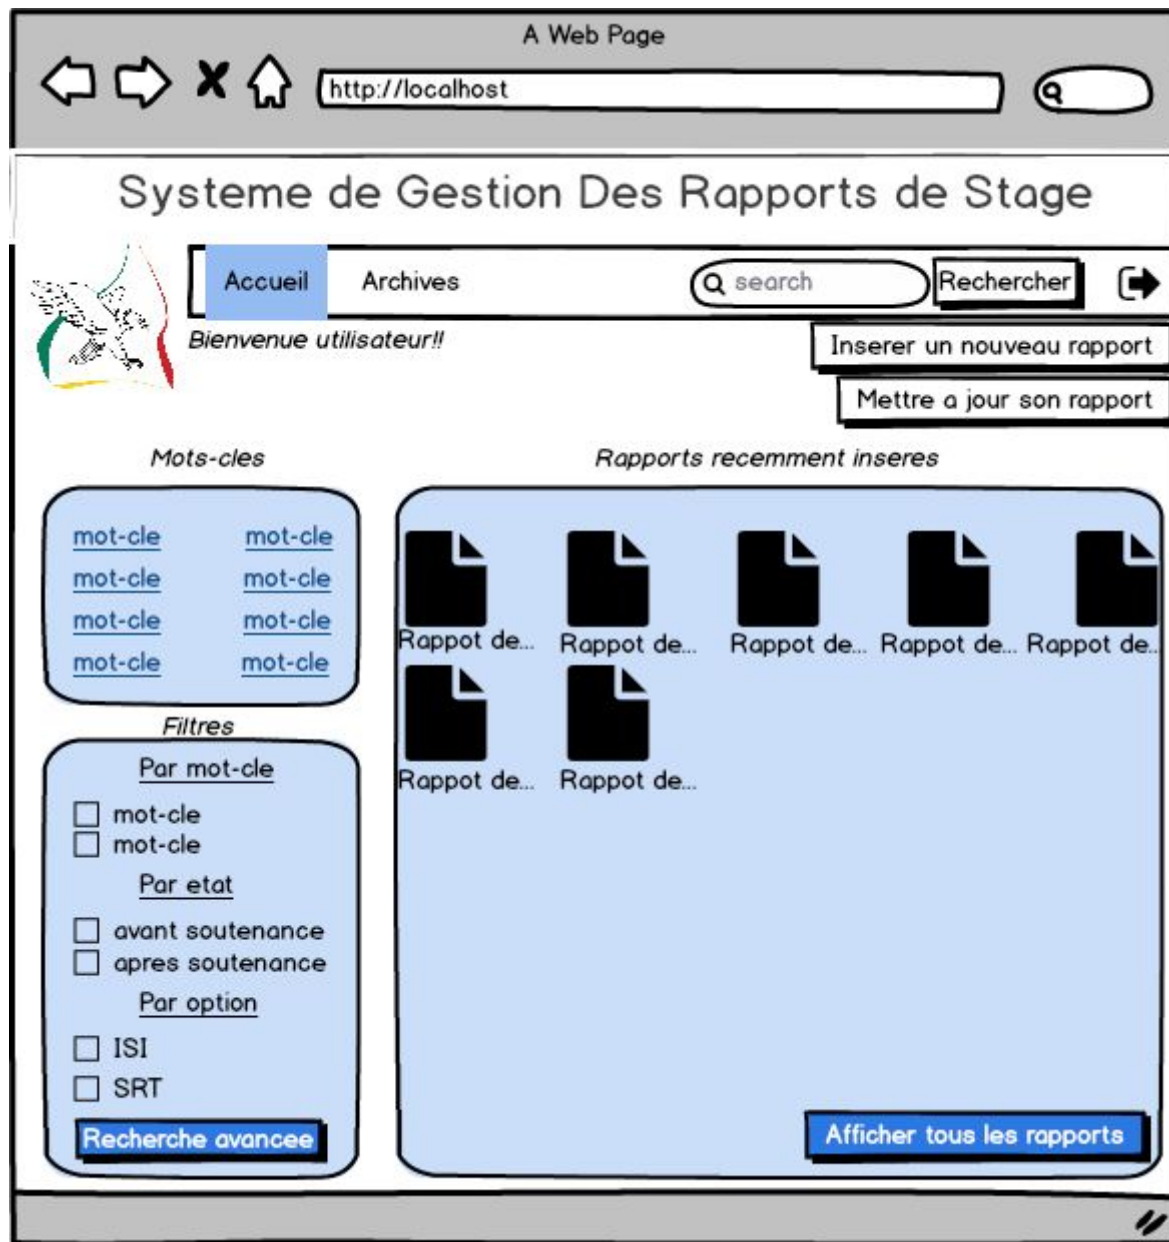 A Web Page
http://localhost
Systeme de Gestion Des Rapports de Stage
Accueil Archives search Rechercher
Bienvenue utilisateur!!
Inserer un nouveau rapport
Mettre a jour son rapport
Mots-cles
mot-cle mot-cle
mot-cle mot-cle
mot-cle mot-cle
mot-cle mot-cle
Filtres
Par mot-cle
mot-cle
mot-cle
Par etat
avant soutenance
apres soutenance
Par option
ISI
SRT
Recherche avancee
Rapports recemment inseres
Rappot de... Rappot de... Rappot de... Rappot de... Rappot de...
Rappot de... Rappot de...
Afficher tous les rapports